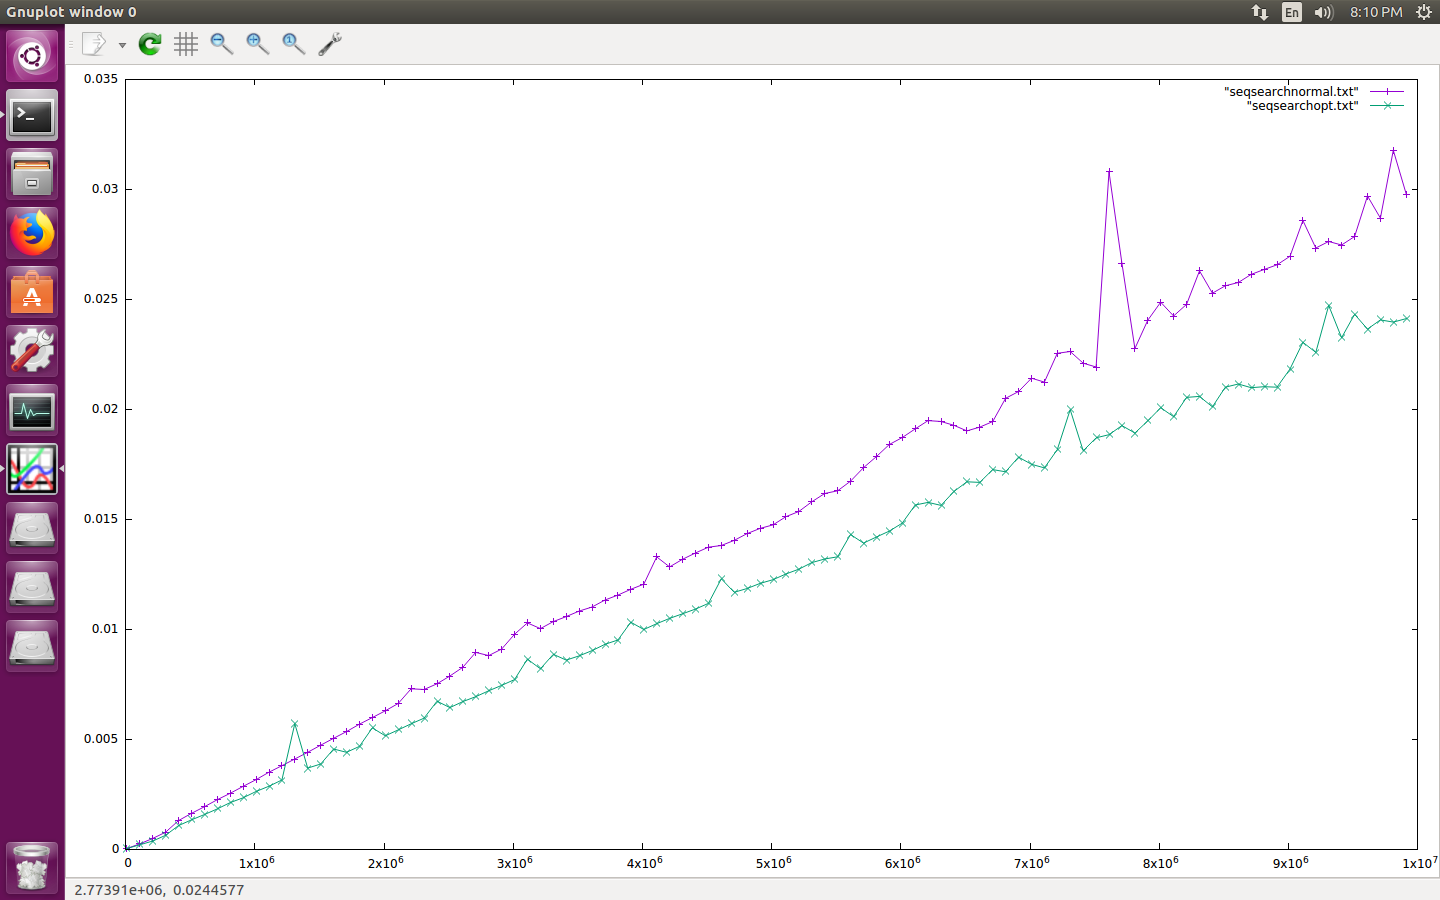 Gnuplot window 0
En
8:10 PM
0.035
"seqsearchnormal.txt"
"seqsearchopt.txt"
0.03
0.025
0.02
0.015
0.01
0.005
0
0 1x10⁶ 2x10⁶ 3x10⁶ 4x10⁶ 5x10⁶ 6x10⁶ 7x10⁶ 8x10⁶ 9x10⁶ 1x10⁷
2.77391e+06, 0.0244577